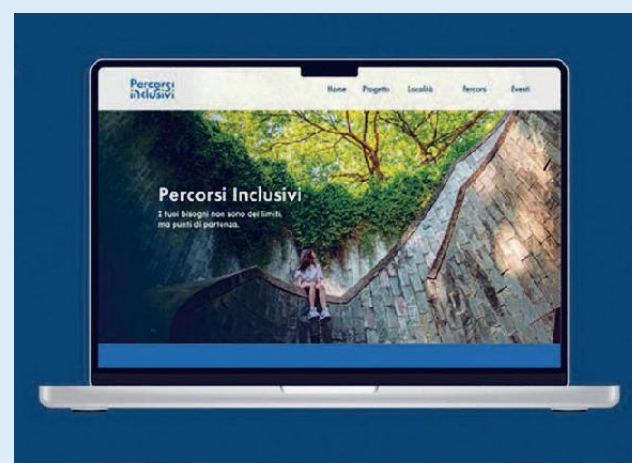 Percorsi
inclusivi
Home Progetto Località Percorsi Eventi
Percorsi Inclusivi
I tuoi bisogni non sono dei limiti,
ma punti di partenza.